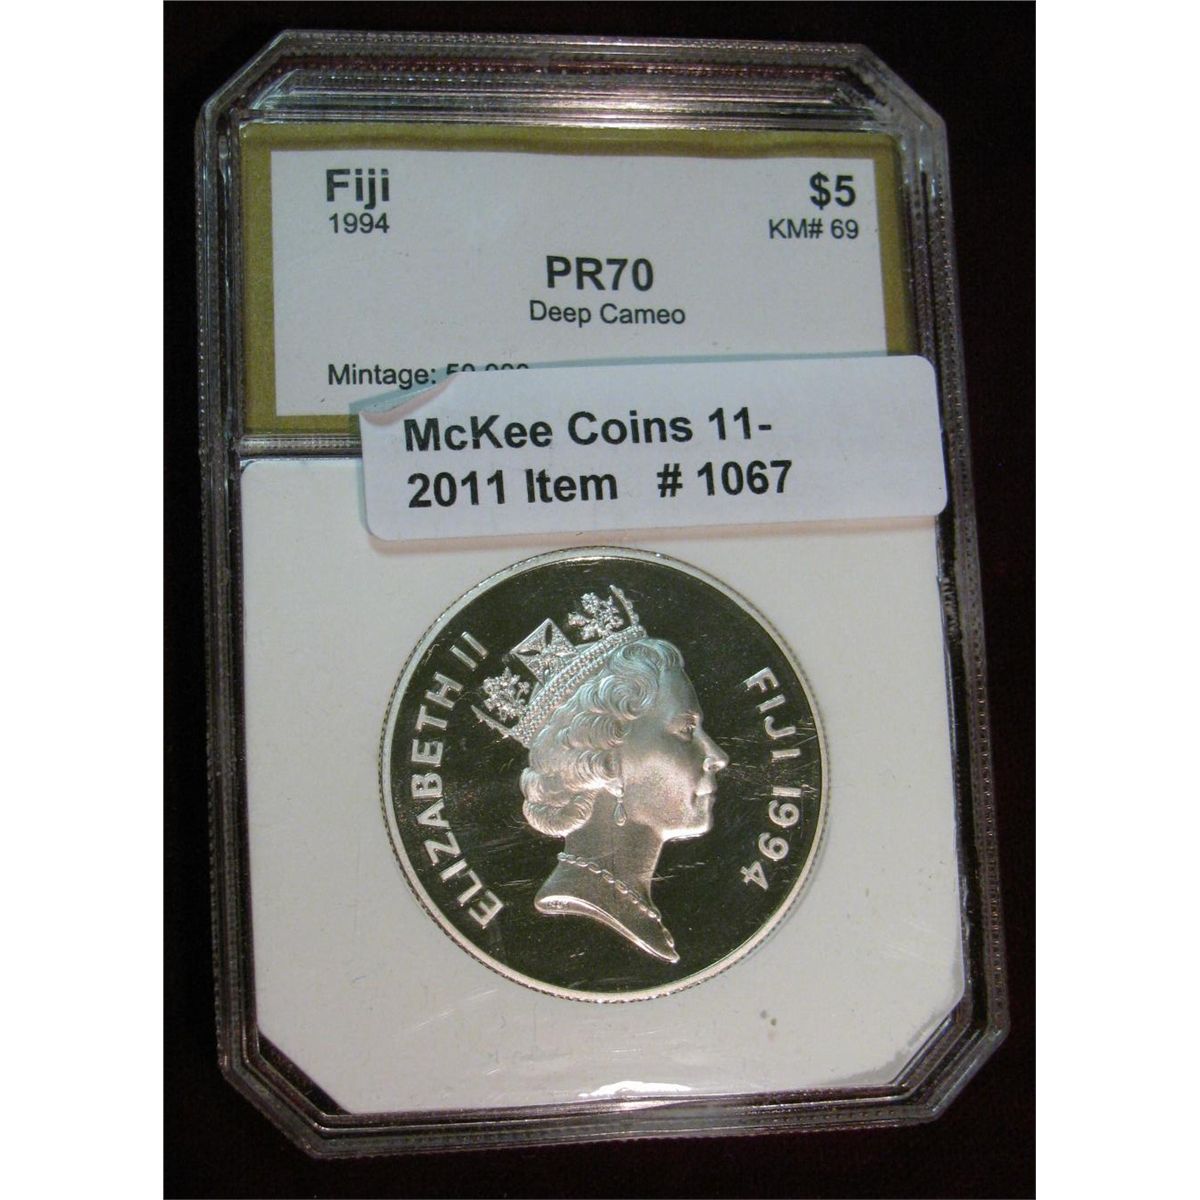 Fiji
$5
1994
KM# 69
PR70
Deep Cameo
Mintage:
McKee Coins 11-
2011 Item # 1067
ELIZABETH II
FIJI 1994